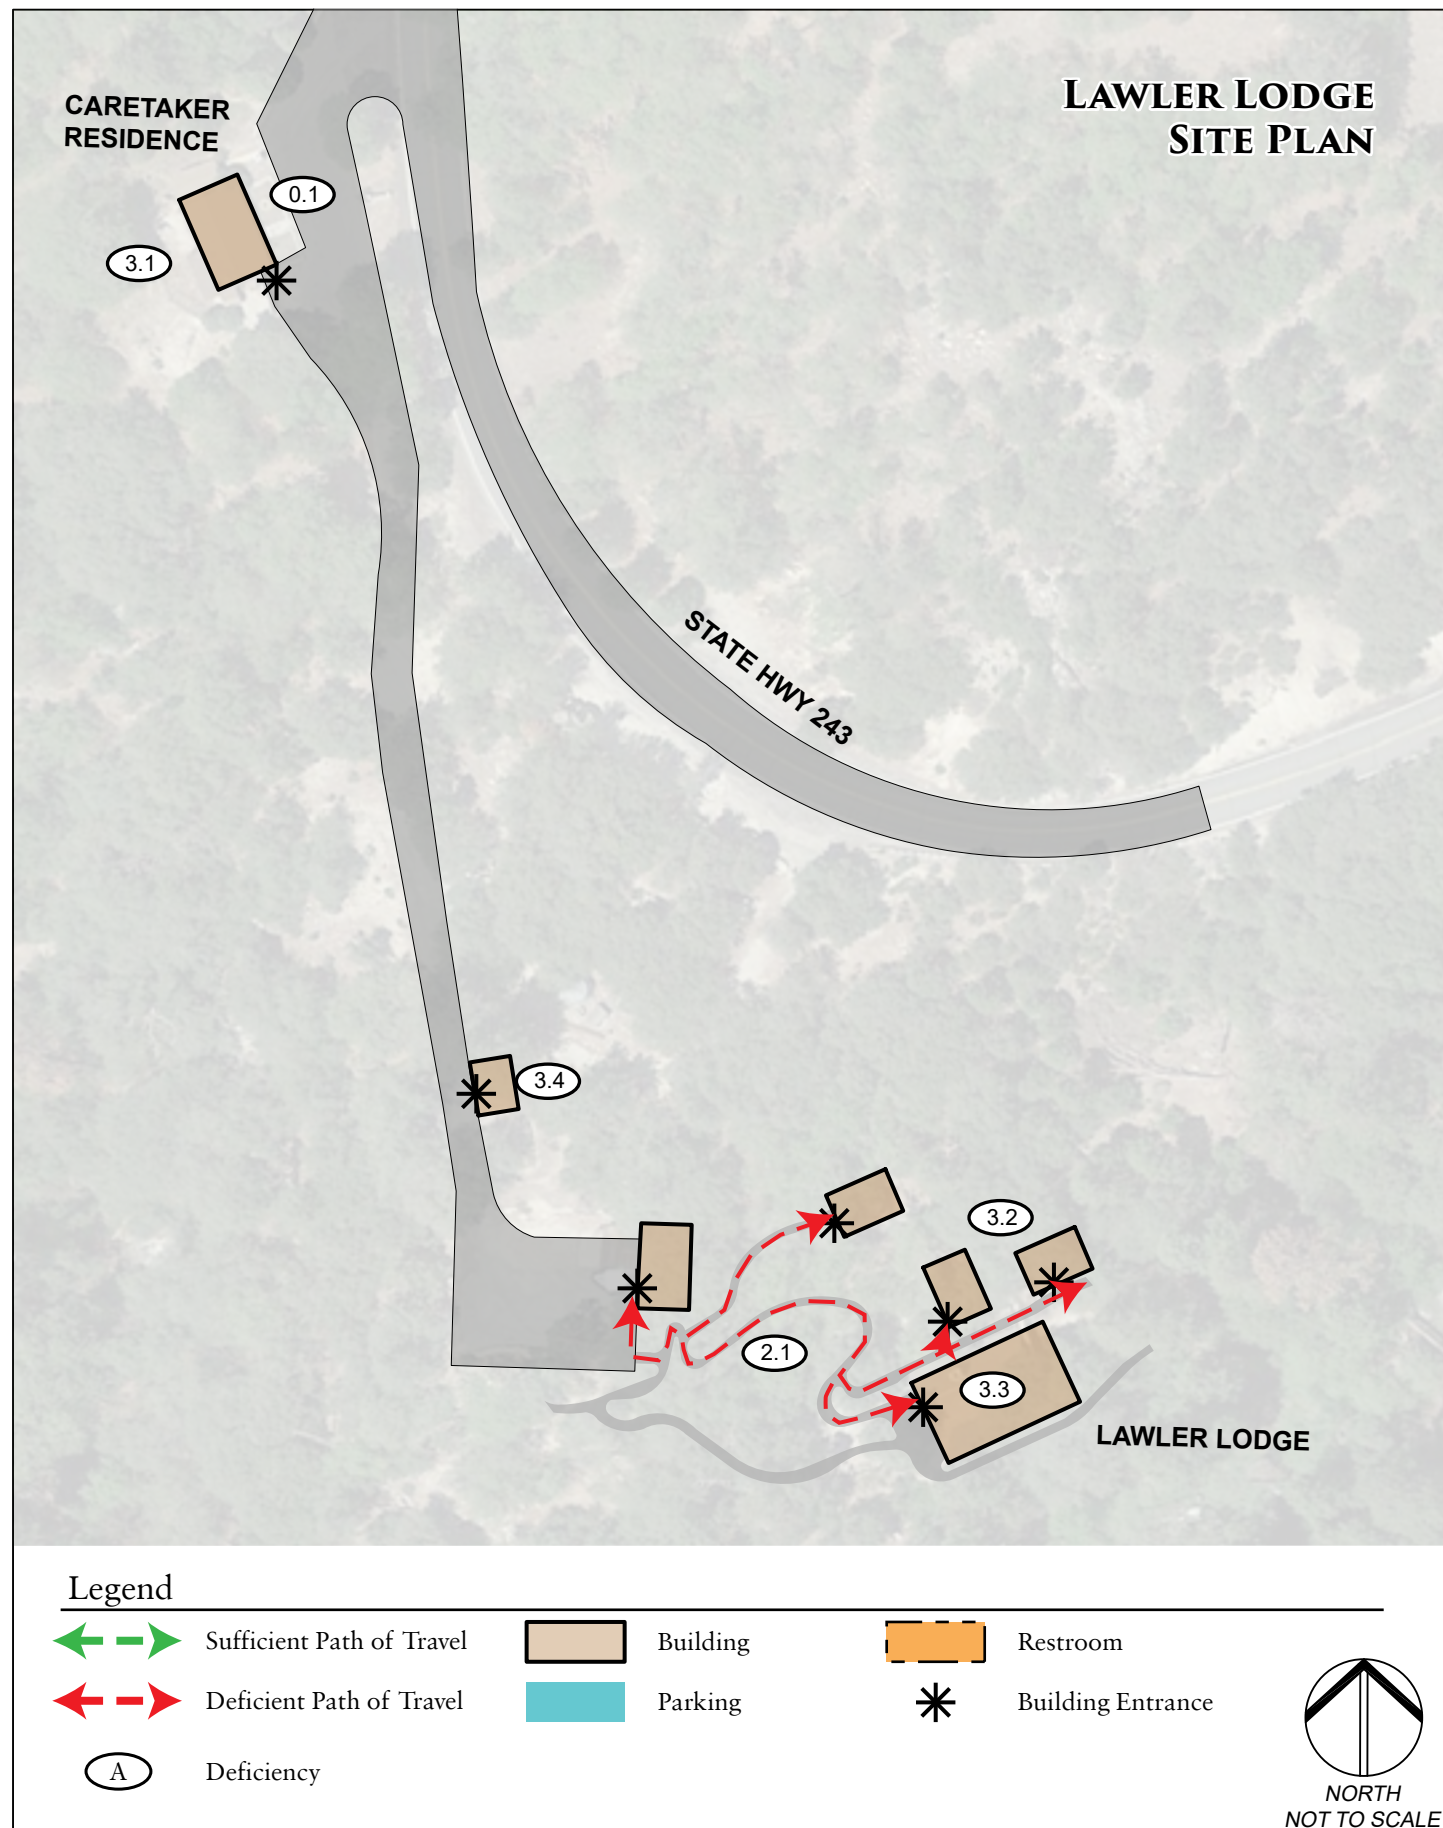 LAWLER LODGE
SITE PLAN
CARETAKER
RESIDENCE
0.1
3.1
STATE HWY 243
3.4
3.2
2.1
3.3
LAWLER LODGE
Legend
Sufficient Path of Travel
Building
Restroom
Deficient Path of Travel
Parking
Building Entrance
A
Deficiency
NORTH
NOT TO SCALE